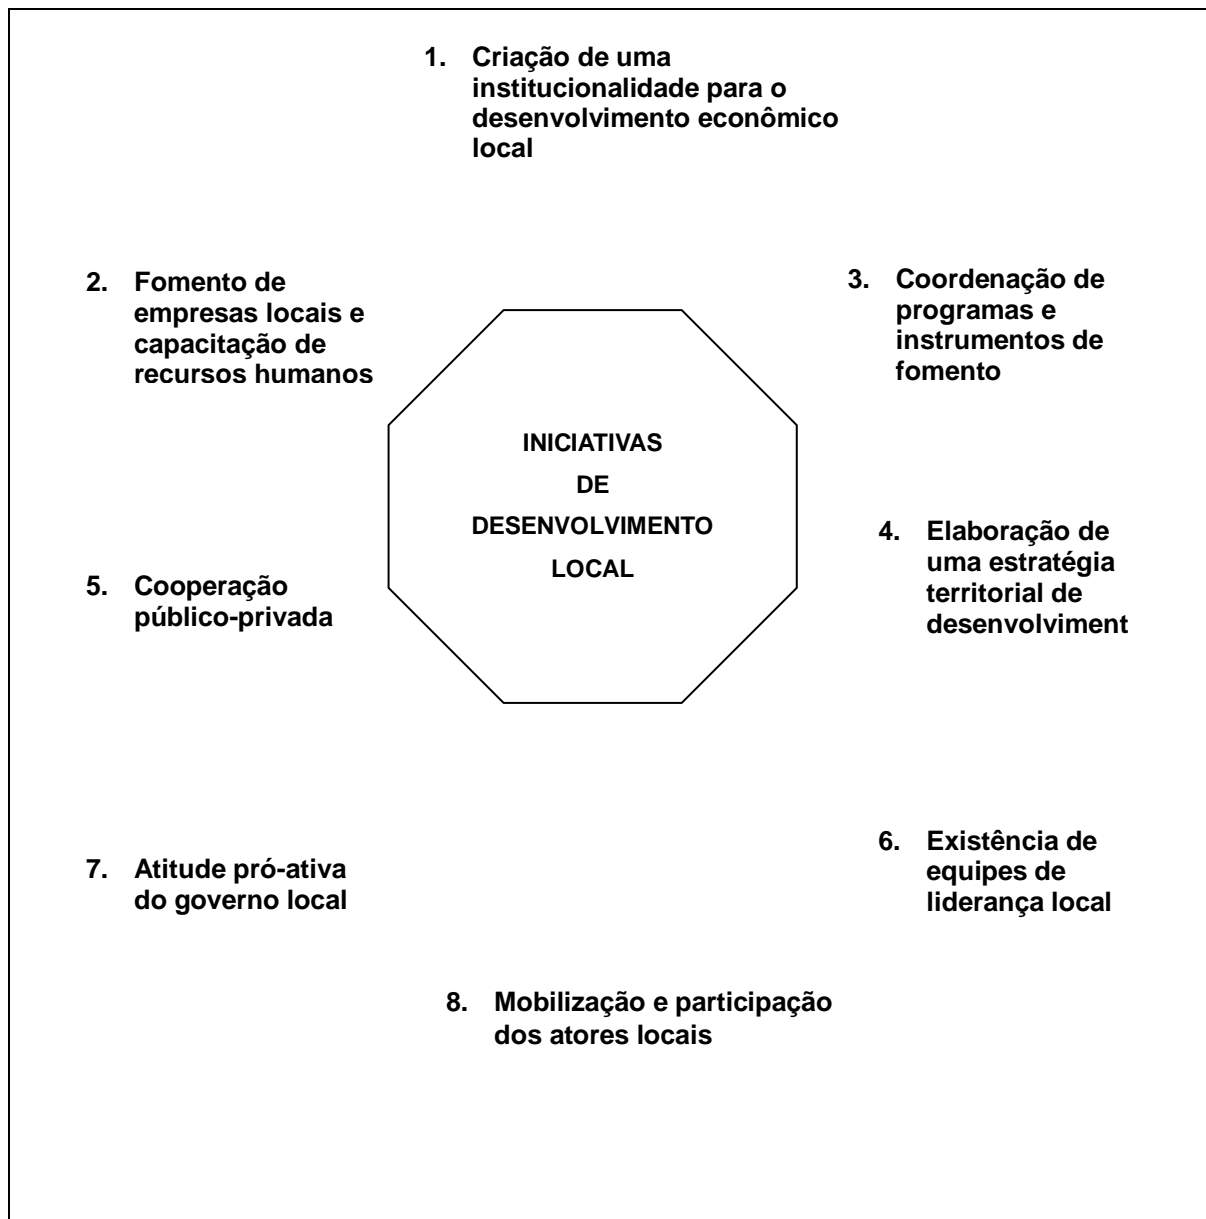 1. Criação de uma
institucionalidade para o
desenvolvimento econômico
local
2. Fomento de
empresas locais e
capacitação de
recursos humanos
3. Coordenação de
programas e
instrumentos de
fomento
INICIATIVAS
DE
DESENVOLVIMENTO
LOCAL
4. Elaboração de
uma estratégia
territorial de
desenvolviment
5. Cooperação
público-privada
6. Existência de
equipes de
liderança local
7. Atitude pró-ativa
do governo local
8. Mobilização e participação
dos atores locais